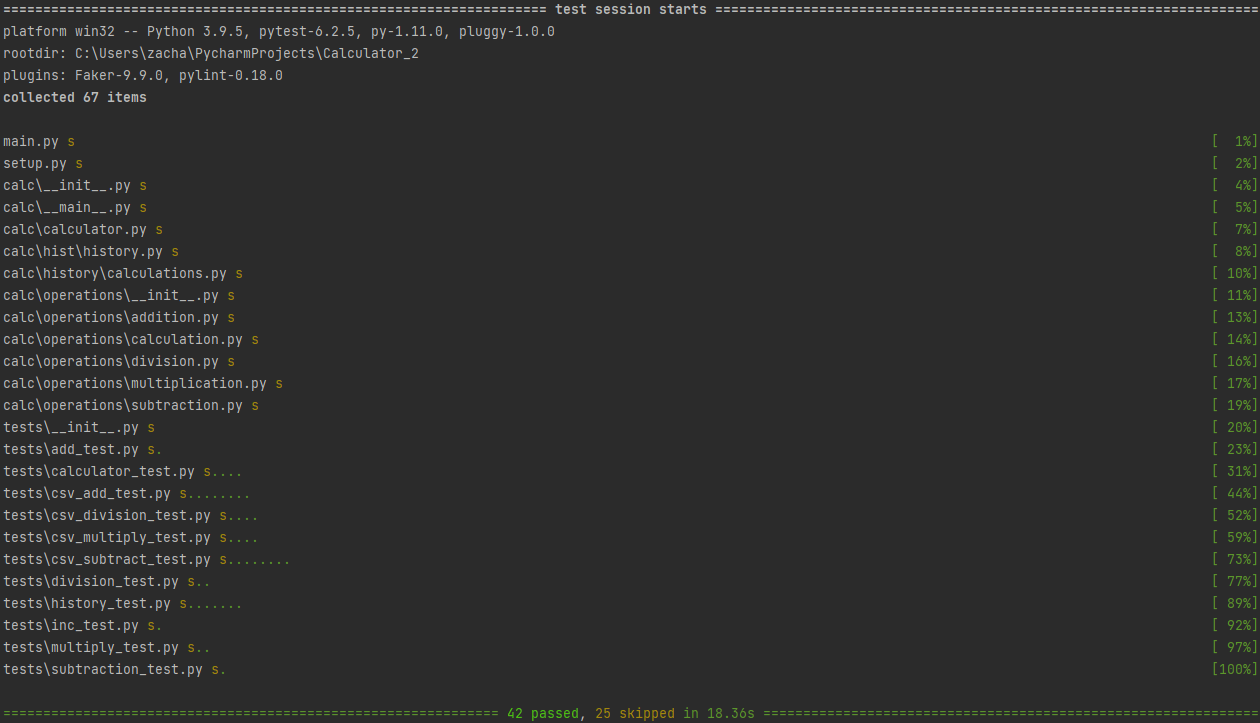 ==================================================================== test session starts ====================================================================
platform win32 -- Python 3.9.5, pytest-6.2.5, py-1.11.0, pluggy-1.0.0
rootdir: C:\Users\zacha\PycharmProjects\Calculator_2
plugins: Faker-9.9.0, pylint-0.18.0
collected 67 items
main.py s [  1%]
setup.py s [  2%]
calc\__init__.py s [  4%]
calc\__main__.py s [  5%]
calc\calculator.py s [  7%]
calc\hist\history.py s [  8%]
calc\history\calculations.py s [ 10%]
calc\operations\__init__.py s [ 11%]
calc\operations\addition.py s [ 13%]
calc\operations\calculation.py s [ 14%]
calc\operations\division.py s [ 16%]
calc\operations\multiplication.py s [ 17%]
calc\operations\subtraction.py s [ 19%]
tests\__init__.py s [ 20%]
tests\add_test.py s. [ 23%]
tests\calculator_test.py s.... [ 31%]
tests\csv_add_test.py s........ [ 44%]
tests\csv_division_test.py s.... [ 52%]
tests\csv_multiply_test.py s.... [ 59%]
tests\csv_subtract_test.py s........ [ 73%]
tests\division_test.py s.. [ 77%]
tests\history_test.py s....... [ 89%]
tests\inc_test.py s. [ 92%]
tests\multiply_test.py s.. [ 97%]
tests\subtraction_test.py s. [100%]
============================================================== 42 passed, 25 skipped in 18.36s ==============================================================